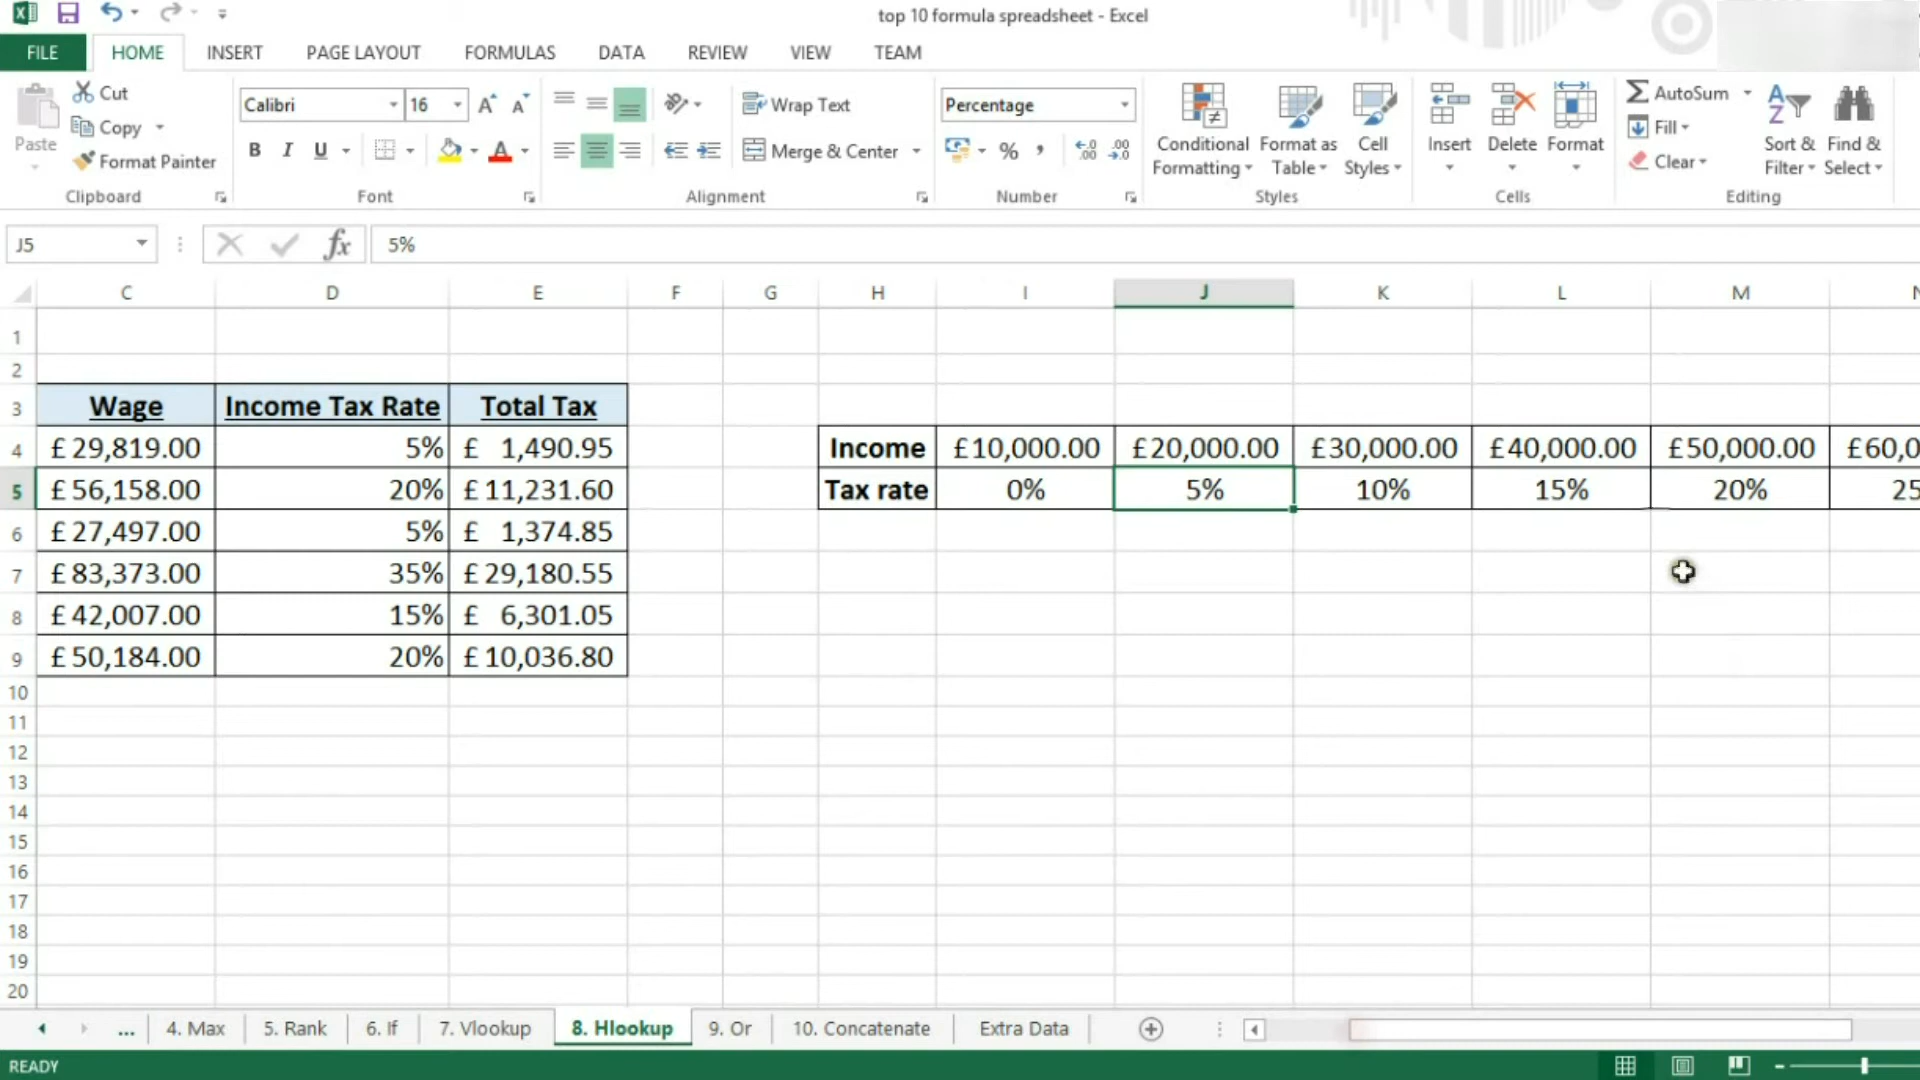 top 10 formula spreadsheet - Excel
FILE HOME INSERT PAGE LAYOUT FORMULAS DATA REVIEW VIEW TEAM
Paste
Cut
Copy
Format Painter
Clipboard
Calibri 16
B I U
Font
Wrap Text
Merge & Center
Alignment
Percentage
%
Number
Conditional Formatting
Format as Table
Cell Styles
Styles
Insert Delete Format
Cells
AutoSum
Fill
Clear
Sort & Filter
Find & Select
Editing
J5 fx 5%
C D E F G H I J K L M
1
2
3 Wage Income Tax Rate Total Tax
4 £ 29,819.00 5% £ 1,490.95 Income £10,000.00 £20,000.00 £30,000.00 £40,000.00 £50,000.00 £60,0
5 £ 56,158.00 20% £ 11,231.60 Tax rate 0% 5% 10% 15% 20% 25
6 £ 27,497.00 5% £ 1,374.85
7 £ 83,373.00 35% £ 29,180.55
8 £ 42,007.00 15% £ 6,301.05
9 £ 50,184.00 20% £ 10,036.80
10
11
12
13
14
15
16
17
18
19
20
... 4. Max 5. Rank 6. If 7. Vlookup 8. Hlookup 9. Or 10. Concatenate Extra Data
READY